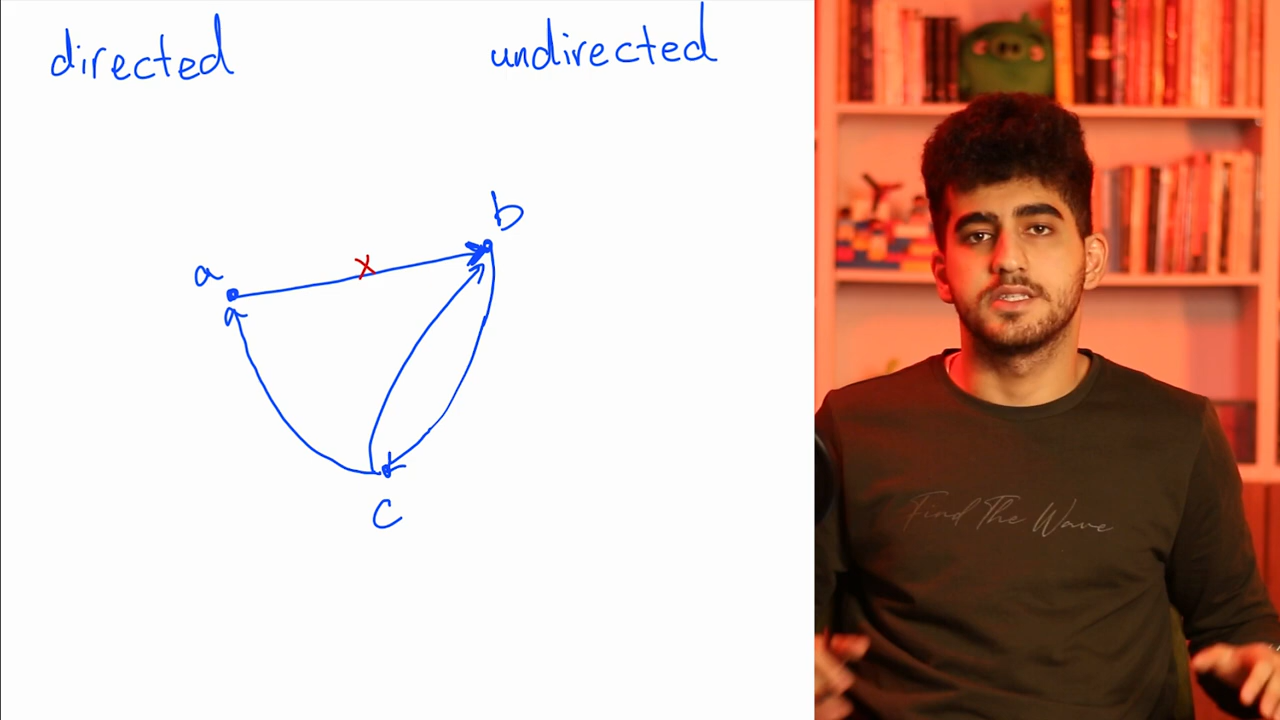 directed
undirected
b
a
x
c
Find The Wave